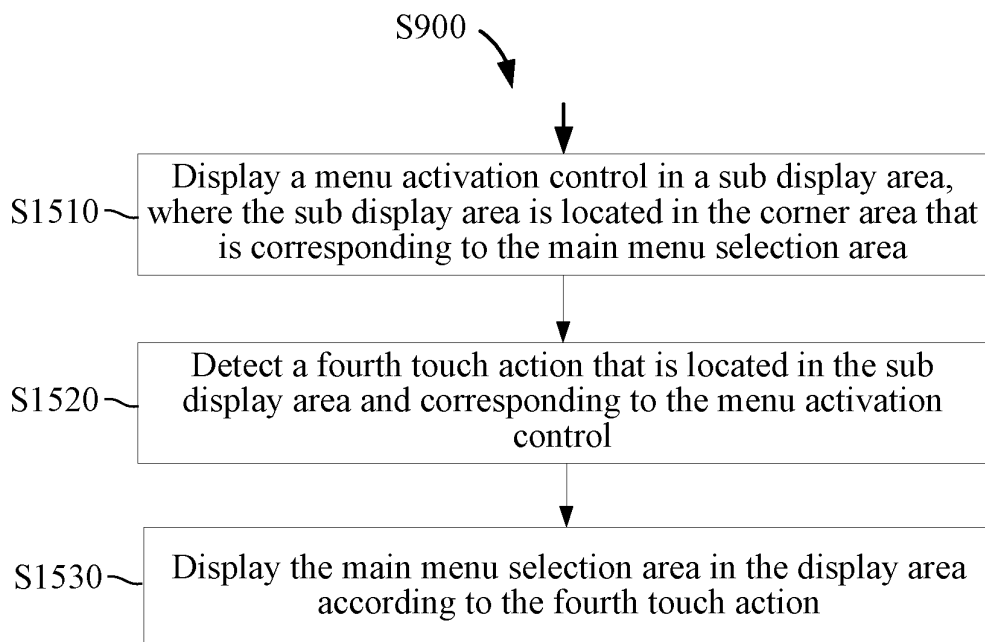 S900
S1510
Display a menu activation control in a sub display area,
where the sub display area is located in the corner area that
is corresponding to the main menu selection area
S1520
Detect a fourth touch action that is located in the sub
display area and corresponding to the menu activation
control
S1530
Display the main menu selection area in the display area
according to the fourth touch action